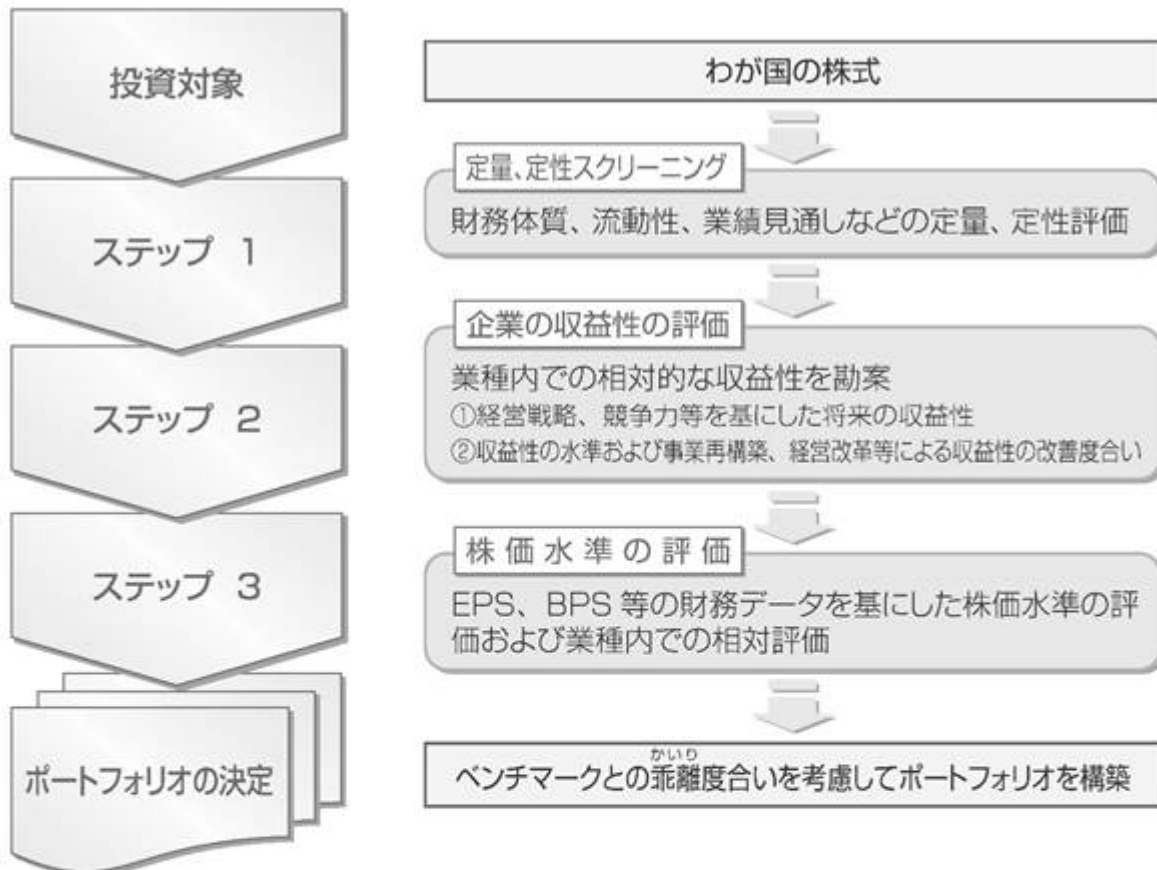 投資対象
わが国の株式
ステップ 1
定量、定性スクリーニング
財務体質、流動性、業績見通しなどの定量、定性評価
ステップ 2
企業の収益性の評価
業種内での相対的な収益性を勘案
①経営戦略、競争力等を基にした将来の収益性
②収益性の水準および事業再構築、経営改革等による収益性の改善度合い
ステップ 3
株価水準の評価
EPS、BPS 等の財務データを基にした株価水準の評
価および業種内での相対評価
ポートフォリオの決定
かいり
ベンチマークとの乖離度合いを考慮してポートフォリオを構築